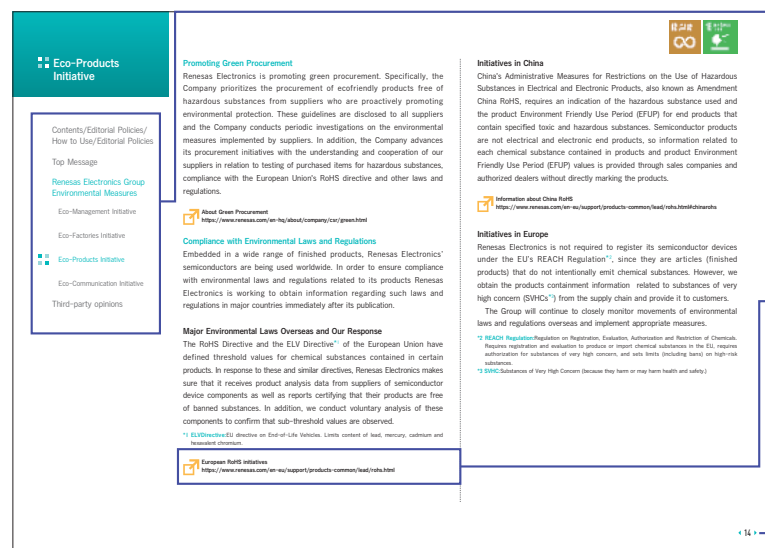 Eco-Products
Initiative
Contents/Editorial Policies/
How to Use/Editorial Policies
Top Message
Renesas Electronics Group
Environmental Measures
Eco-Management Initiative
Eco-Factories Initiative
Eco-Products Initiative
Eco-Communication Initiative
Third-party opinions
Promoting Green Procurement
Renesas Electronics is promoting green procurement. Specifically, the
Company prioritizes the procurement of ecofriendly products free of
hazardous substances from suppliers who are proactively promoting
environmental protection. These guidelines are disclosed to all suppliers
and the Company conducts periodic investigations on the environmental
measures implemented by suppliers. In addition, the Company advances
its procurement initiatives with the understanding and cooperation of our
suppliers in relation to testing of purchased items for hazardous substances,
compliance with the European Union's RoHS directive and other laws and
regulations.
About Green Procurement
https://www.renesas.com/en-hq/about/company/csr/green.html
Compliance with Environmental Laws and Regulations
Embedded in a wide range of finished products, Renesas Electronics'
semiconductors are being used worldwide. In order to ensure compliance
with environmental laws and regulations related to its products Renesas
Electronics is working to obtain information regarding such laws and
regulations in major countries immediately after its publication.
Major Environmental Laws Overseas and Our Response
The RoHS Directive and the ELV Directive*1 of the European Union have
defined threshold values for chemical substances contained in certain
products. In response to these and similar directives, Renesas Electronics makes
sure that it receives product analysis data from suppliers of semiconductor
device components as well as reports certifying that their products are free
of banned substances. In addition, we conduct voluntary analysis of these
components to confirm that sub-threshold values are observed.
*1 ELVDirective:EU directive on End-of-Life Vehicles. Limits content of lead, mercury, cadmium and
hexavalent chromium.
European RoHS initiatives
https://www.renesas.com/en-eu/support/products-common/lead/rohs.html
Initiatives in China
China's Administrative Measures for Restrictions on the Use of Hazardous
Substances in Electrical and Electronic Products, also known as Amendment
China RoHS, requires an indication of the hazardous substance used and
the product Environment Friendly Use Period (EFUP) for end products that
contain specified toxic and hazardous substances. Semiconductor products
are not electrical and electronic end products, so information related to
each chemical substance contained in products and product Environment
Friendly Use Period (EFUP) values is provided through sales companies and
authorized dealers without directly marking the products.
Information about China RoHS
https://www.renesas.com/en-eu/support/products-common/lead/rohs.html#chinarohs
Initiatives in Europe
Renesas Electronics is not required to register its semiconductor devices
under the EU's REACH Regulation*2, since they are articles (finished
products) that do not intentionally emit chemical substances. However, we
obtain the products containment information related to substances of very
high concern (SVHCs*3) from the supply chain and provide it to customers.
The Group will continue to closely monitor movements of environmental
laws and regulations overseas and implement appropriate measures.
*2 REACH Regulation:Regulation on Registration, Evaluation, Authorization and Restriction of Chemicals.
Requires registration and evaluation to produce or import chemical substances in the EU, requires
authorization for substances of very high concern, and sets limits (including bans) on high-risk
substances.
*3 SVHC:Substances of Very High Concern (because they harm or may harm health and safety.)
14